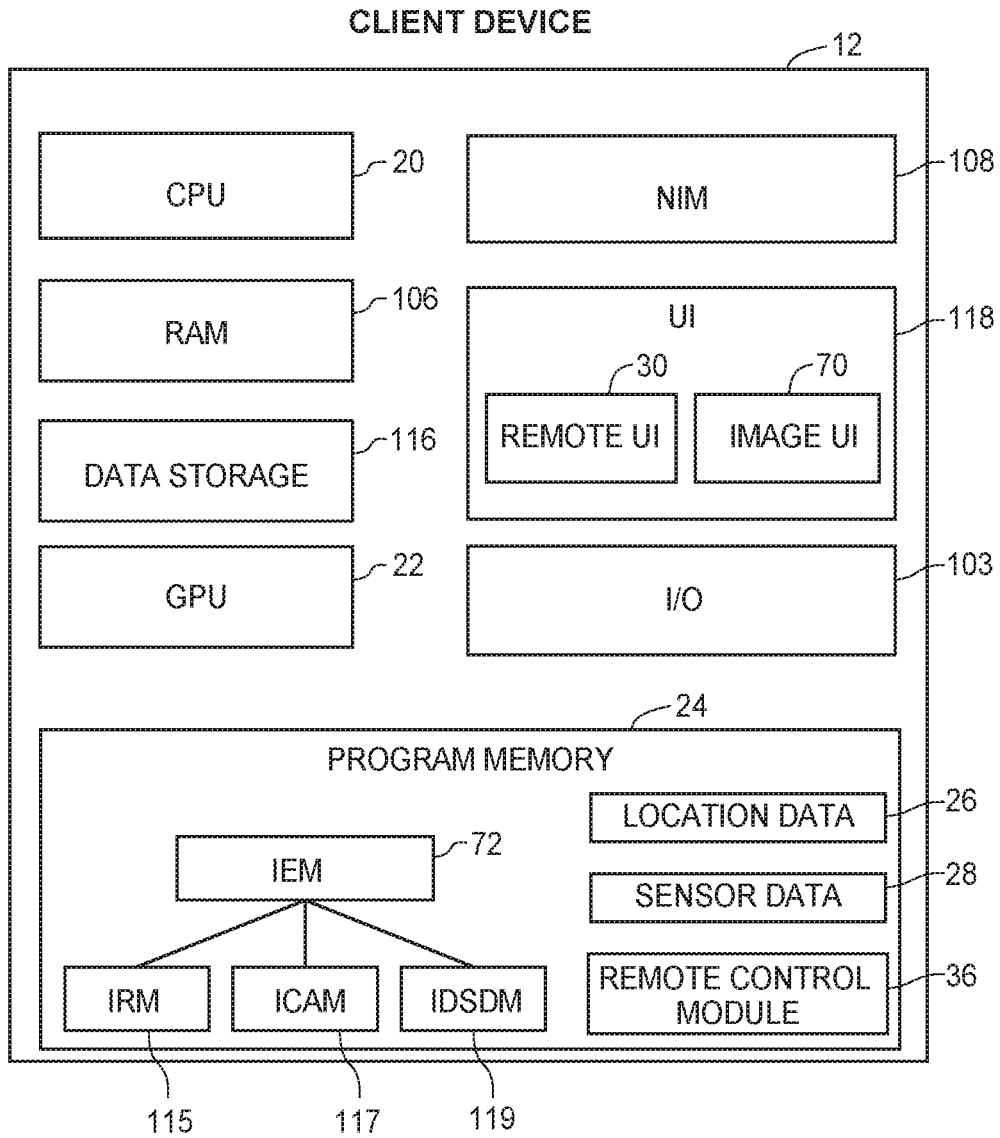 CLIENT DEVICE
12
CPU
20
NIM
108
RAM
106
UI
118
REMOTE UI
30
IMAGE UI
70
DATA STORAGE
116
GPU
22
I/O
103
24
PROGRAM MEMORY
LOCATION DATA
26
IEM
72
SENSOR DATA
28
IRM
ICAM
IDSDM
REMOTE CONTROL
MODULE
36
115
117
119